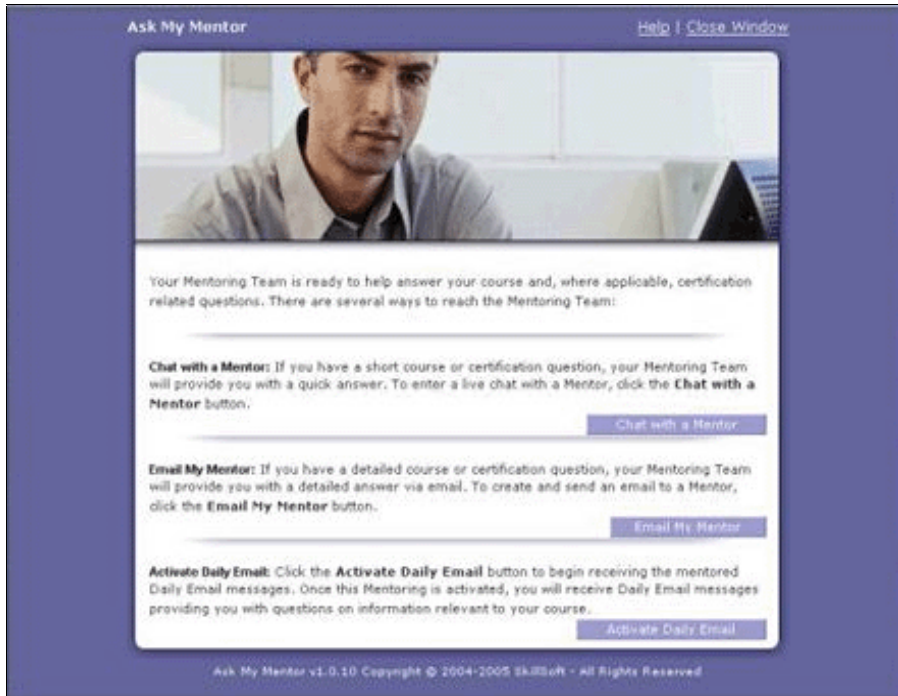 Ask My Mentor
Help | Close Window
Your Mentoring Team is ready to help answer your course and, where applicable, certification
related questions. There are several ways to reach the Mentoring Team:
Chat with a Mentor: If you have a short course or certification question, your Mentoring Team
will provide you with a quick answer. To enter a live chat with a Mentor, click the Chat with a
Mentor button.
Chat with a Mentor
Email My Mentor: If you have a detailed course or certification question, your Mentoring Team
will provide you with a detailed answer via email. To create and send an email to a Mentor,
click the Email My Mentor button.
Email My Mentor
Activate Daily Email: Click the Activate Daily Email button to begin receiving the mentored
Daily Email messages. Once this Mentoring is activated, you will receive Daily Email messages
providing you with questions on information relevant to your course.
Activate Daily Email
Ask My Mentor v1.0.10 Copyright © 2004-2005 SkillSoft - All Rights Reserved